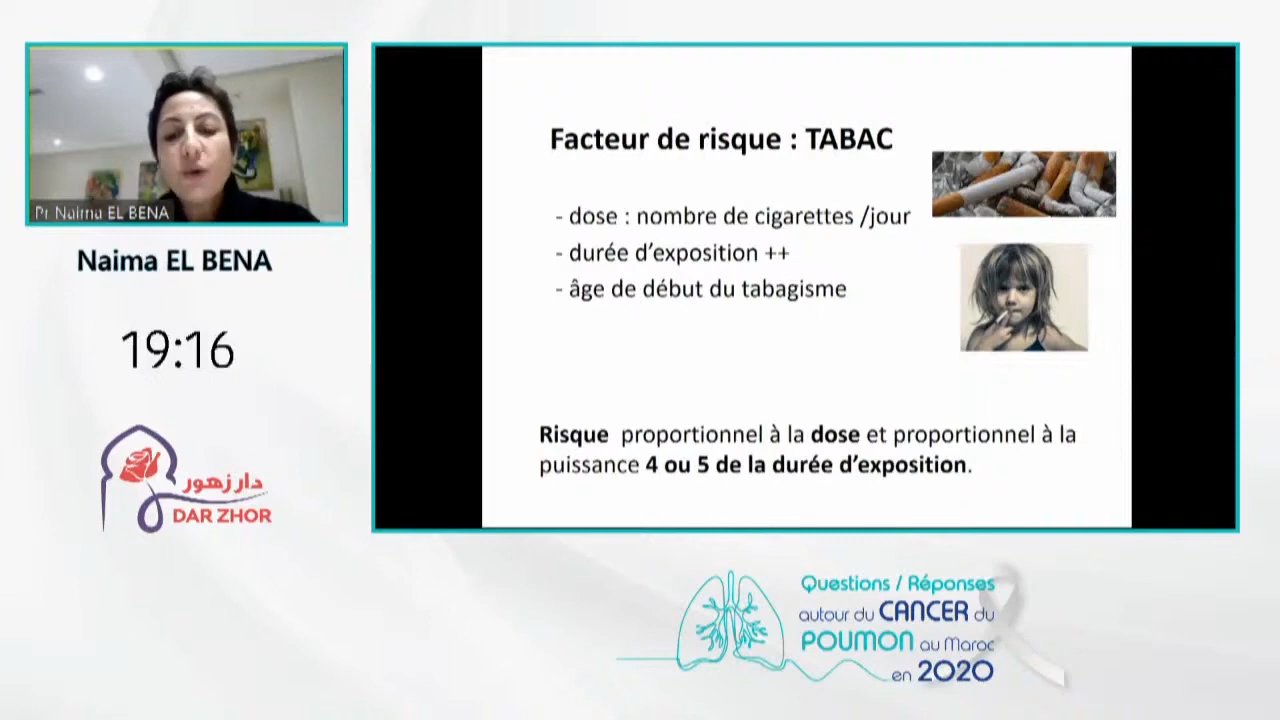 Pr Naima EL BENA
Naima EL BENA
19:16
دار زهور
DAR ZHOR
Facteur de risque : TABAC
- dose : nombre de cigarettes /jour
- durée d’exposition ++
- âge de début du tabagisme
Risque proportionnel à la dose et proportionnel à la
puissance 4 ou 5 de la durée d’exposition.
Questions / Réponses
autour du CANCER du
POUMON au Maroc
en 2020